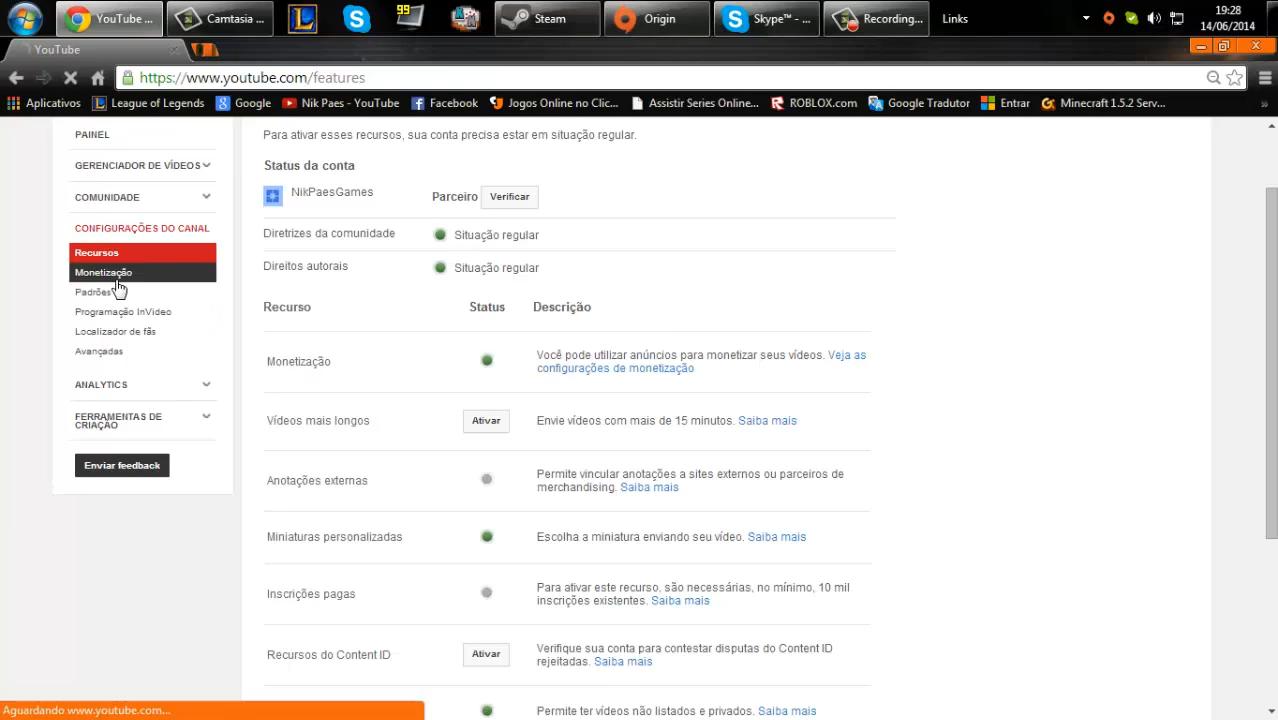 YouTube ...
Camtasia ...
99
Steam
Origin
Skype™ - ...
Recording...
Links
19:28
14/06/2014
YouTube
https://www.youtube.com/features
Aplicativos
League of Legends
Google
Nik Paes - YouTube
Facebook
Jogos Online no Clic...
Assistir Series Online...
ROBLOX.com
Google Tradutor
Entrar
Minecraft 1.5.2 Serv...
PAINEL
GERENCIADOR DE VÍDEOS
COMUNIDADE
CONFIGURAÇÕES DO CANAL
Recursos
Monetização
Padrões
Programação InVideo
Localizador de fãs
Avançadas
ANALYTICS
FERRAMENTAS DE
CRIAÇÃO
Enviar feedback
Para ativar esses recursos, sua conta precisa estar em situação regular.
Status da conta
NikPaesGames
Parceiro Verificar
Diretrizes da comunidade Situação regular
Direitos autorais Situação regular
Recurso Status Descrição
Monetização
Você pode utilizar anúncios para monetizar seus vídeos. Veja as
configurações de monetização
Vídeos mais longos Ativar Envie vídeos com mais de 15 minutos. Saiba mais
Anotações externas
Permite vincular anotações a sites externos ou parceiros de
merchandising. Saiba mais
Miniaturas personalizadas Escolha a miniatura enviando seu vídeo. Saiba mais
Inscrições pagas
Para ativar este recurso, são necessárias, no mínimo, 10 mil
inscrições existentes. Saiba mais
Recursos do Content ID Ativar
Verifique sua conta para contestar disputas do Content ID
rejeitadas. Saiba mais
Permite ter vídeos não listados e privados. Saiba mais
Aguardando www.youtube.com...